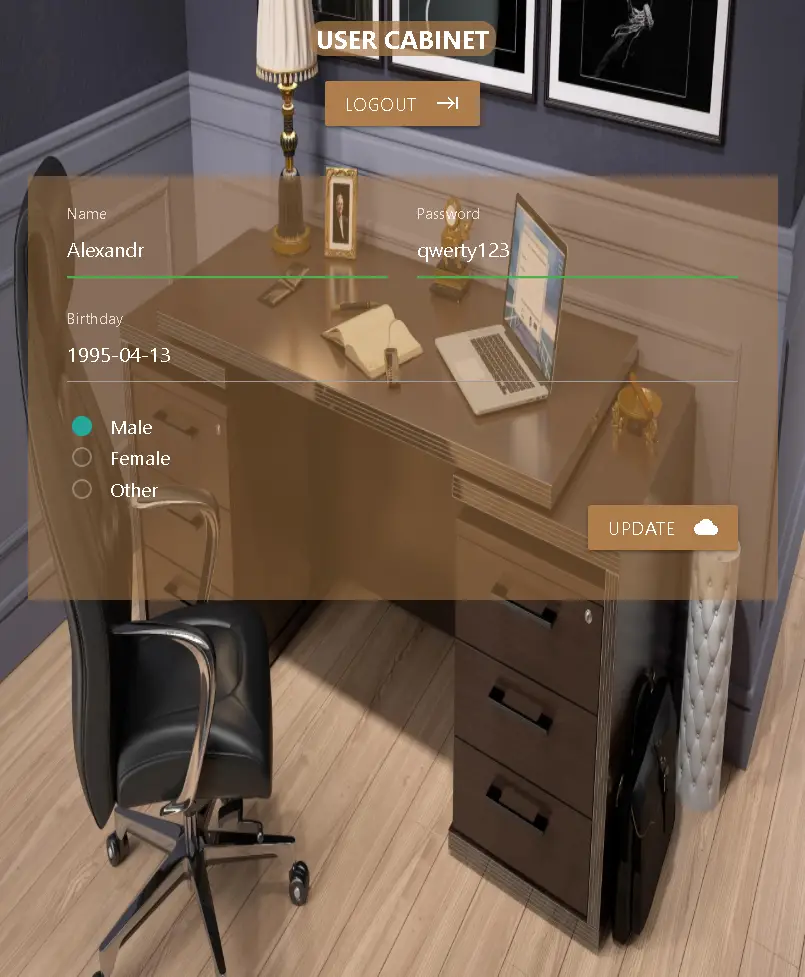 USER CABINET
LOGOUT
Name
Password
Alexandr
qwerty123
Birthday
1995-04-13
Male
Female
Other
UPDATE